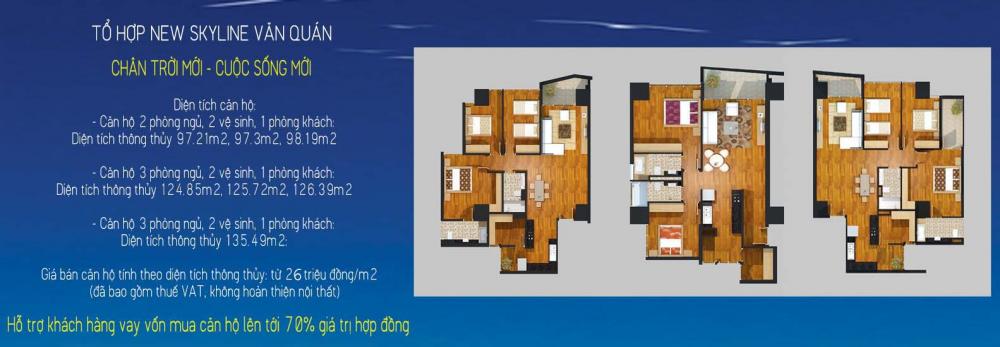 TỔ HỢP NEW SKYLINE VĂN QUÁN
CHÂN TRỜI MỚI - CUỘC SỐNG MỚI
Diện tích căn hộ:
- Căn hộ 2 phòng ngủ, 2 vệ sinh, 1 phòng khách:
Diện tích thông thủy 97.21m2, 97.3m2, 98.19m2
- Căn hộ 3 phòng ngủ, 2 vệ sinh, 1 phòng khách:
Diện tích thông thủy 124.85m2, 125.72m2, 126.39m2
- Căn hộ 3 phòng ngủ, 2 vệ sinh, 1 phòng khách:
Diện tích thông thủy 135.49m2:
Giá bán căn hộ tính theo diện tích thông thủy: từ 26 triệu đồng/m2
(đã bao gồm thuế VAT, không hoàn thiện nội thất)
Hỗ trợ khách hàng vay vốn mua căn hộ lên tới 70% giá trị hợp đồng